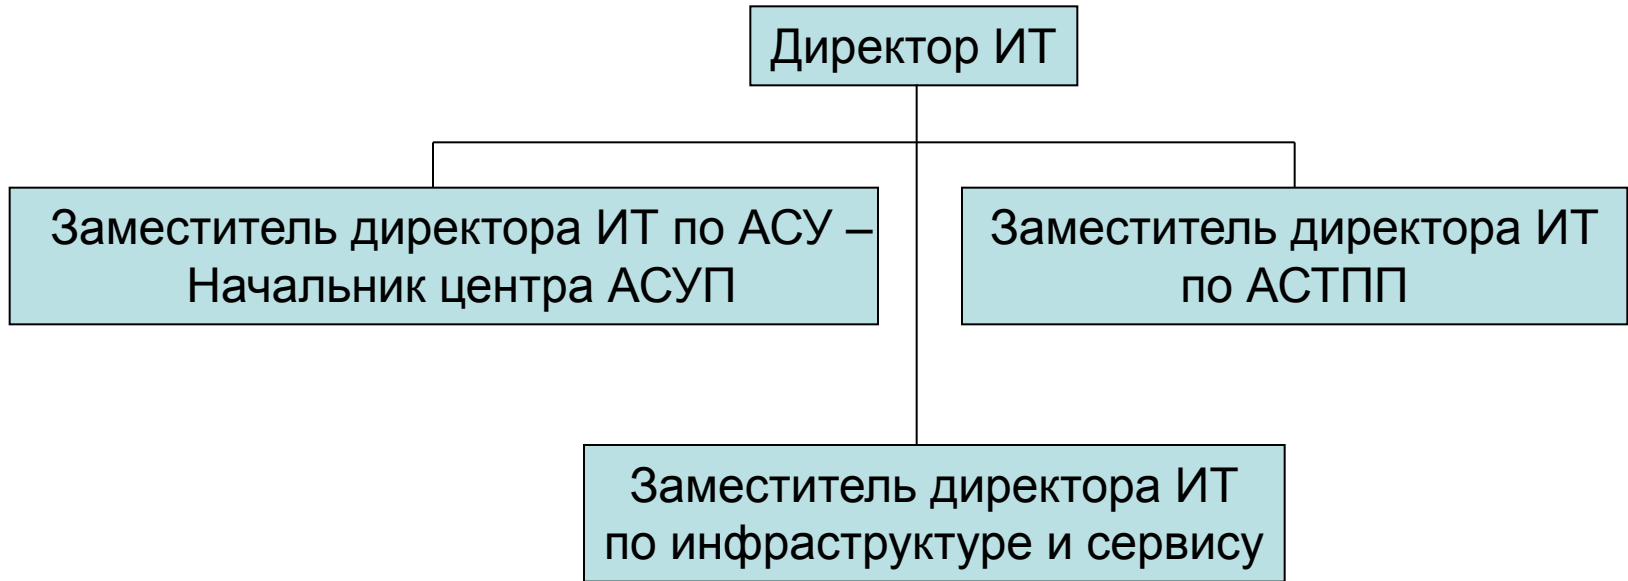 Директор ИТ
Заместитель директора ИТ по АСУ –
Начальник центра АСУП
Заместитель директора ИТ
по АСТПП
Заместитель директора ИТ
по инфраструктуре и сервису